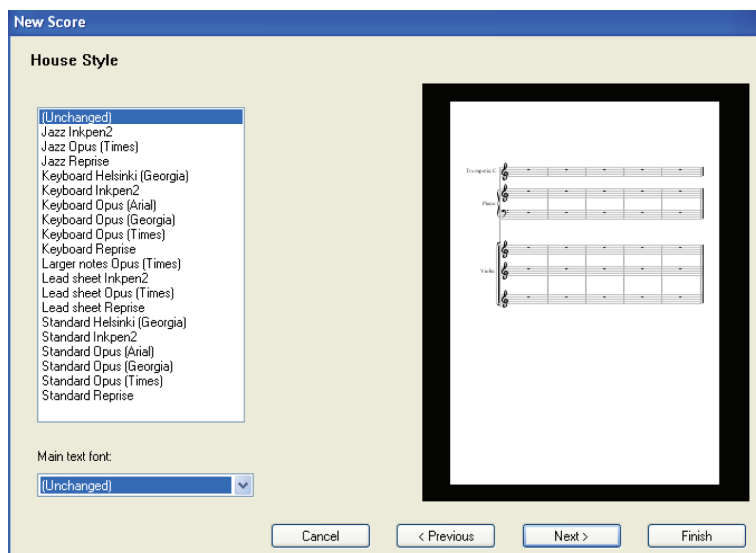 New Score
House Style
(Unchanged)
Jazz Inkpen2
Jazz Opus (Times)
Jazz Reprise
Keyboard Helsinki (Georgia)
Keyboard Inkpen2
Keyboard Opus (Arial)
Keyboard Opus (Georgia)
Keyboard Opus (Times)
Keyboard Reprise
Larger notes Opus (Times)
Lead sheet Inkpen2
Lead sheet Opus (Times)
Lead sheet Reprise
Standard Helsinki (Georgia)
Standard Inkpen2
Standard Opus (Arial)
Standard Opus (Georgia)
Standard Opus (Times)
Standard Reprise
Main text font:
(Unchanged)
Piano
Cancel
< Previous
Next >
Finish